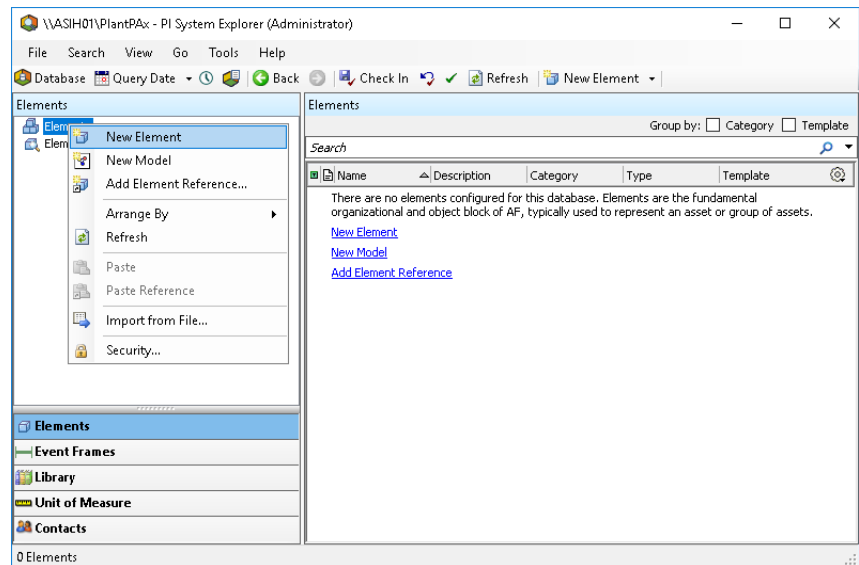 \\ASIH01\PlantPAx - PI System Explorer (Administrator)
File Search View Go Tools Help
Database Query Date Back Check In Refresh New Element
Elements
Elem
Elem
New Element
New Model
Add Element Reference...
Arrange By
Refresh
Paste
Paste Reference
Import from File...
Security...
Elements
Event Frames
Library
Unit of Measure
Contacts
Elements
Group by: Category Template
Search
Name Description Category Type Template
There are no elements configured for this database. Elements are the fundamental
organizational and object block of AF, typically used to represent an asset or group of assets.
New Element
New Model
Add Element Reference
0 Elements